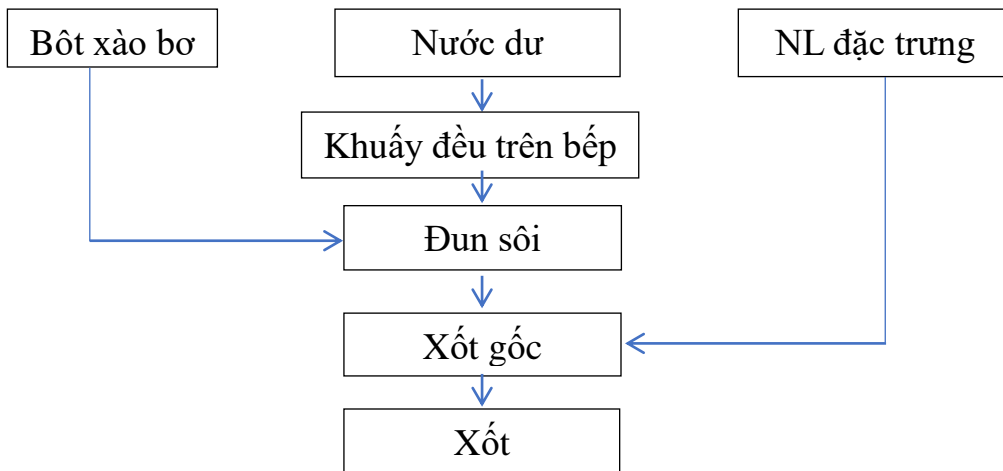 Bôt xào bơ
Nước dư
NL đặc trưng
Khuấy đều trên bếp
Đun sôi
Xốt gốc
Xốt